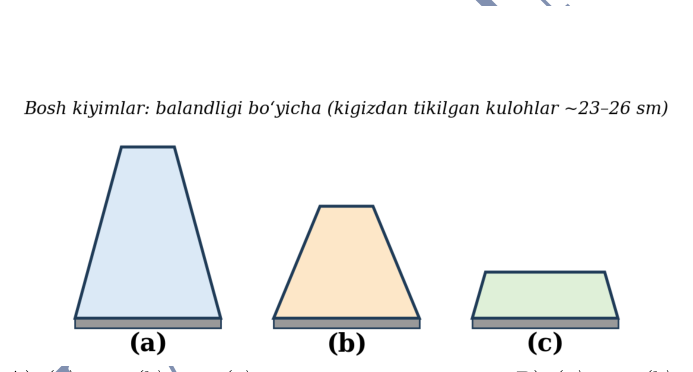 Bosh kiyimlar: balandligi bo‘yicha (kigizdan tikilgan kulohlar ~23–26 sm)
(a) (b) (c)